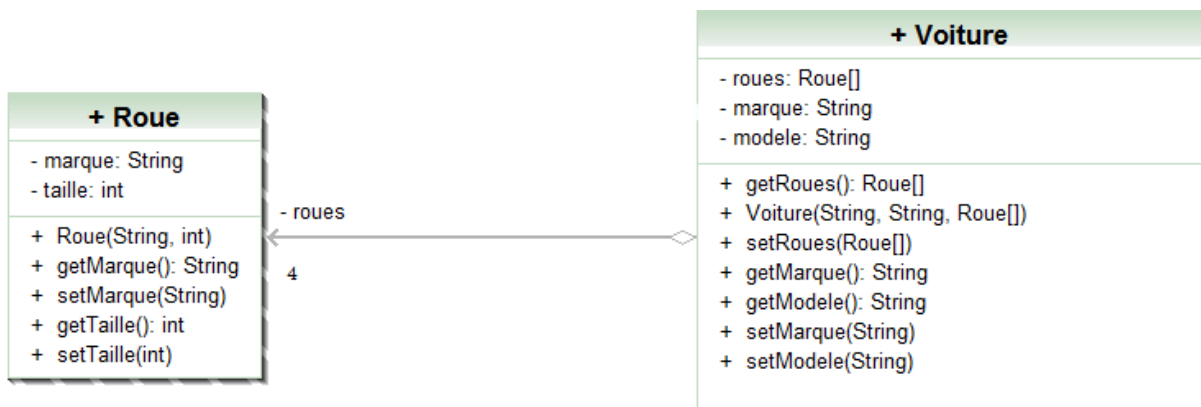 + Roue
- marque: String
- taille: int
+ Roue(String, int)
+ getMarque(): String
+ setMarque(String)
+ getTaille(): int
+ setTaille(int)
- roues
4
+ Voiture
- roues: Roue[]
- marque: String
- modele: String
+ getRoues(): Roue[]
+ Voiture(String, String, Roue[])
+ setRoues(Roue[])
+ getMarque(): String
+ getModele(): String
+ setMarque(String)
+ setModele(String)